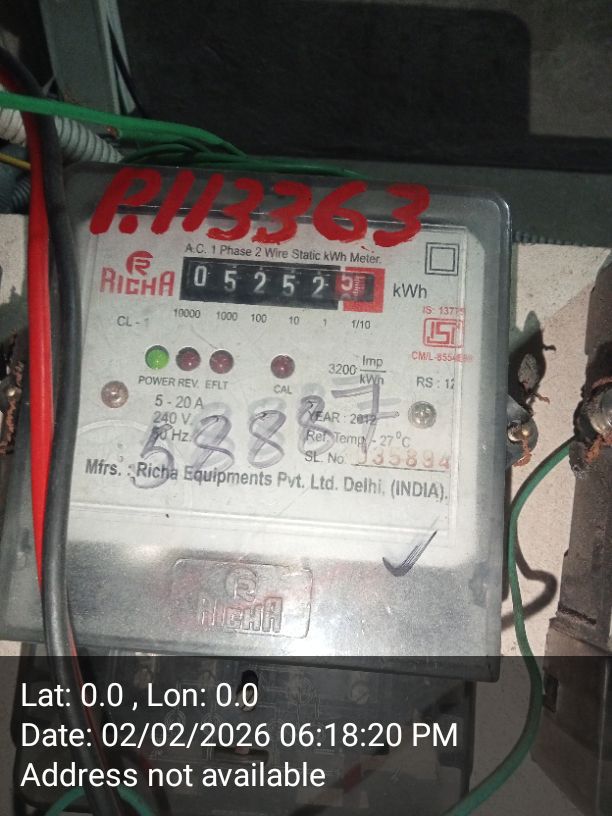 P.113363
A.C. 1 Phase 2 Wire Static kWh Meter.
R
RICHA
05252 kWh
10000 1000 100 10 1 1/10
CL - 1
IS: 13779
ISI
3200 Imp/kWh
RS : 12
POWER REV. EFLT CAL
5 - 20 A
240 V.
50 Hz.
YEAR : 2012
Ref. Temp. - 27°C
SL. No. 135894
58887
Mfrs. : Richa Equipments Pvt. Ltd. Delhi, (INDIA).
R
RICHA
Lat: 0.0 , Lon: 0.0
Date: 02/02/2026 06:18:20 PM
Address not available